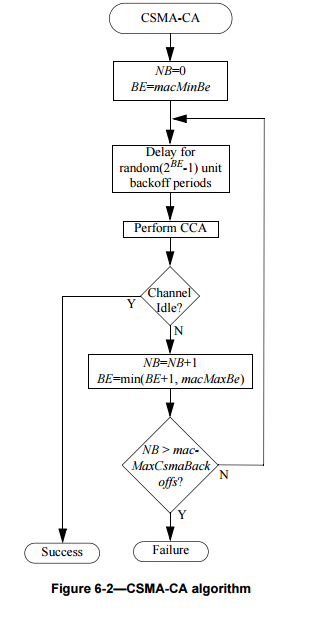 CSMA-CA
NB=0
BE=macMinBe
Delay for
random(2^BE-1) unit
backoff periods
Perform CCA
Channel
Idle?
Y
N
NB=NB+1
BE=min(BE+1, macMaxBe)
NB > mac-
MaxCsmaBack
offs?
N
Y
Success
Failure
Figure 6-2—CSMA-CA algorithm